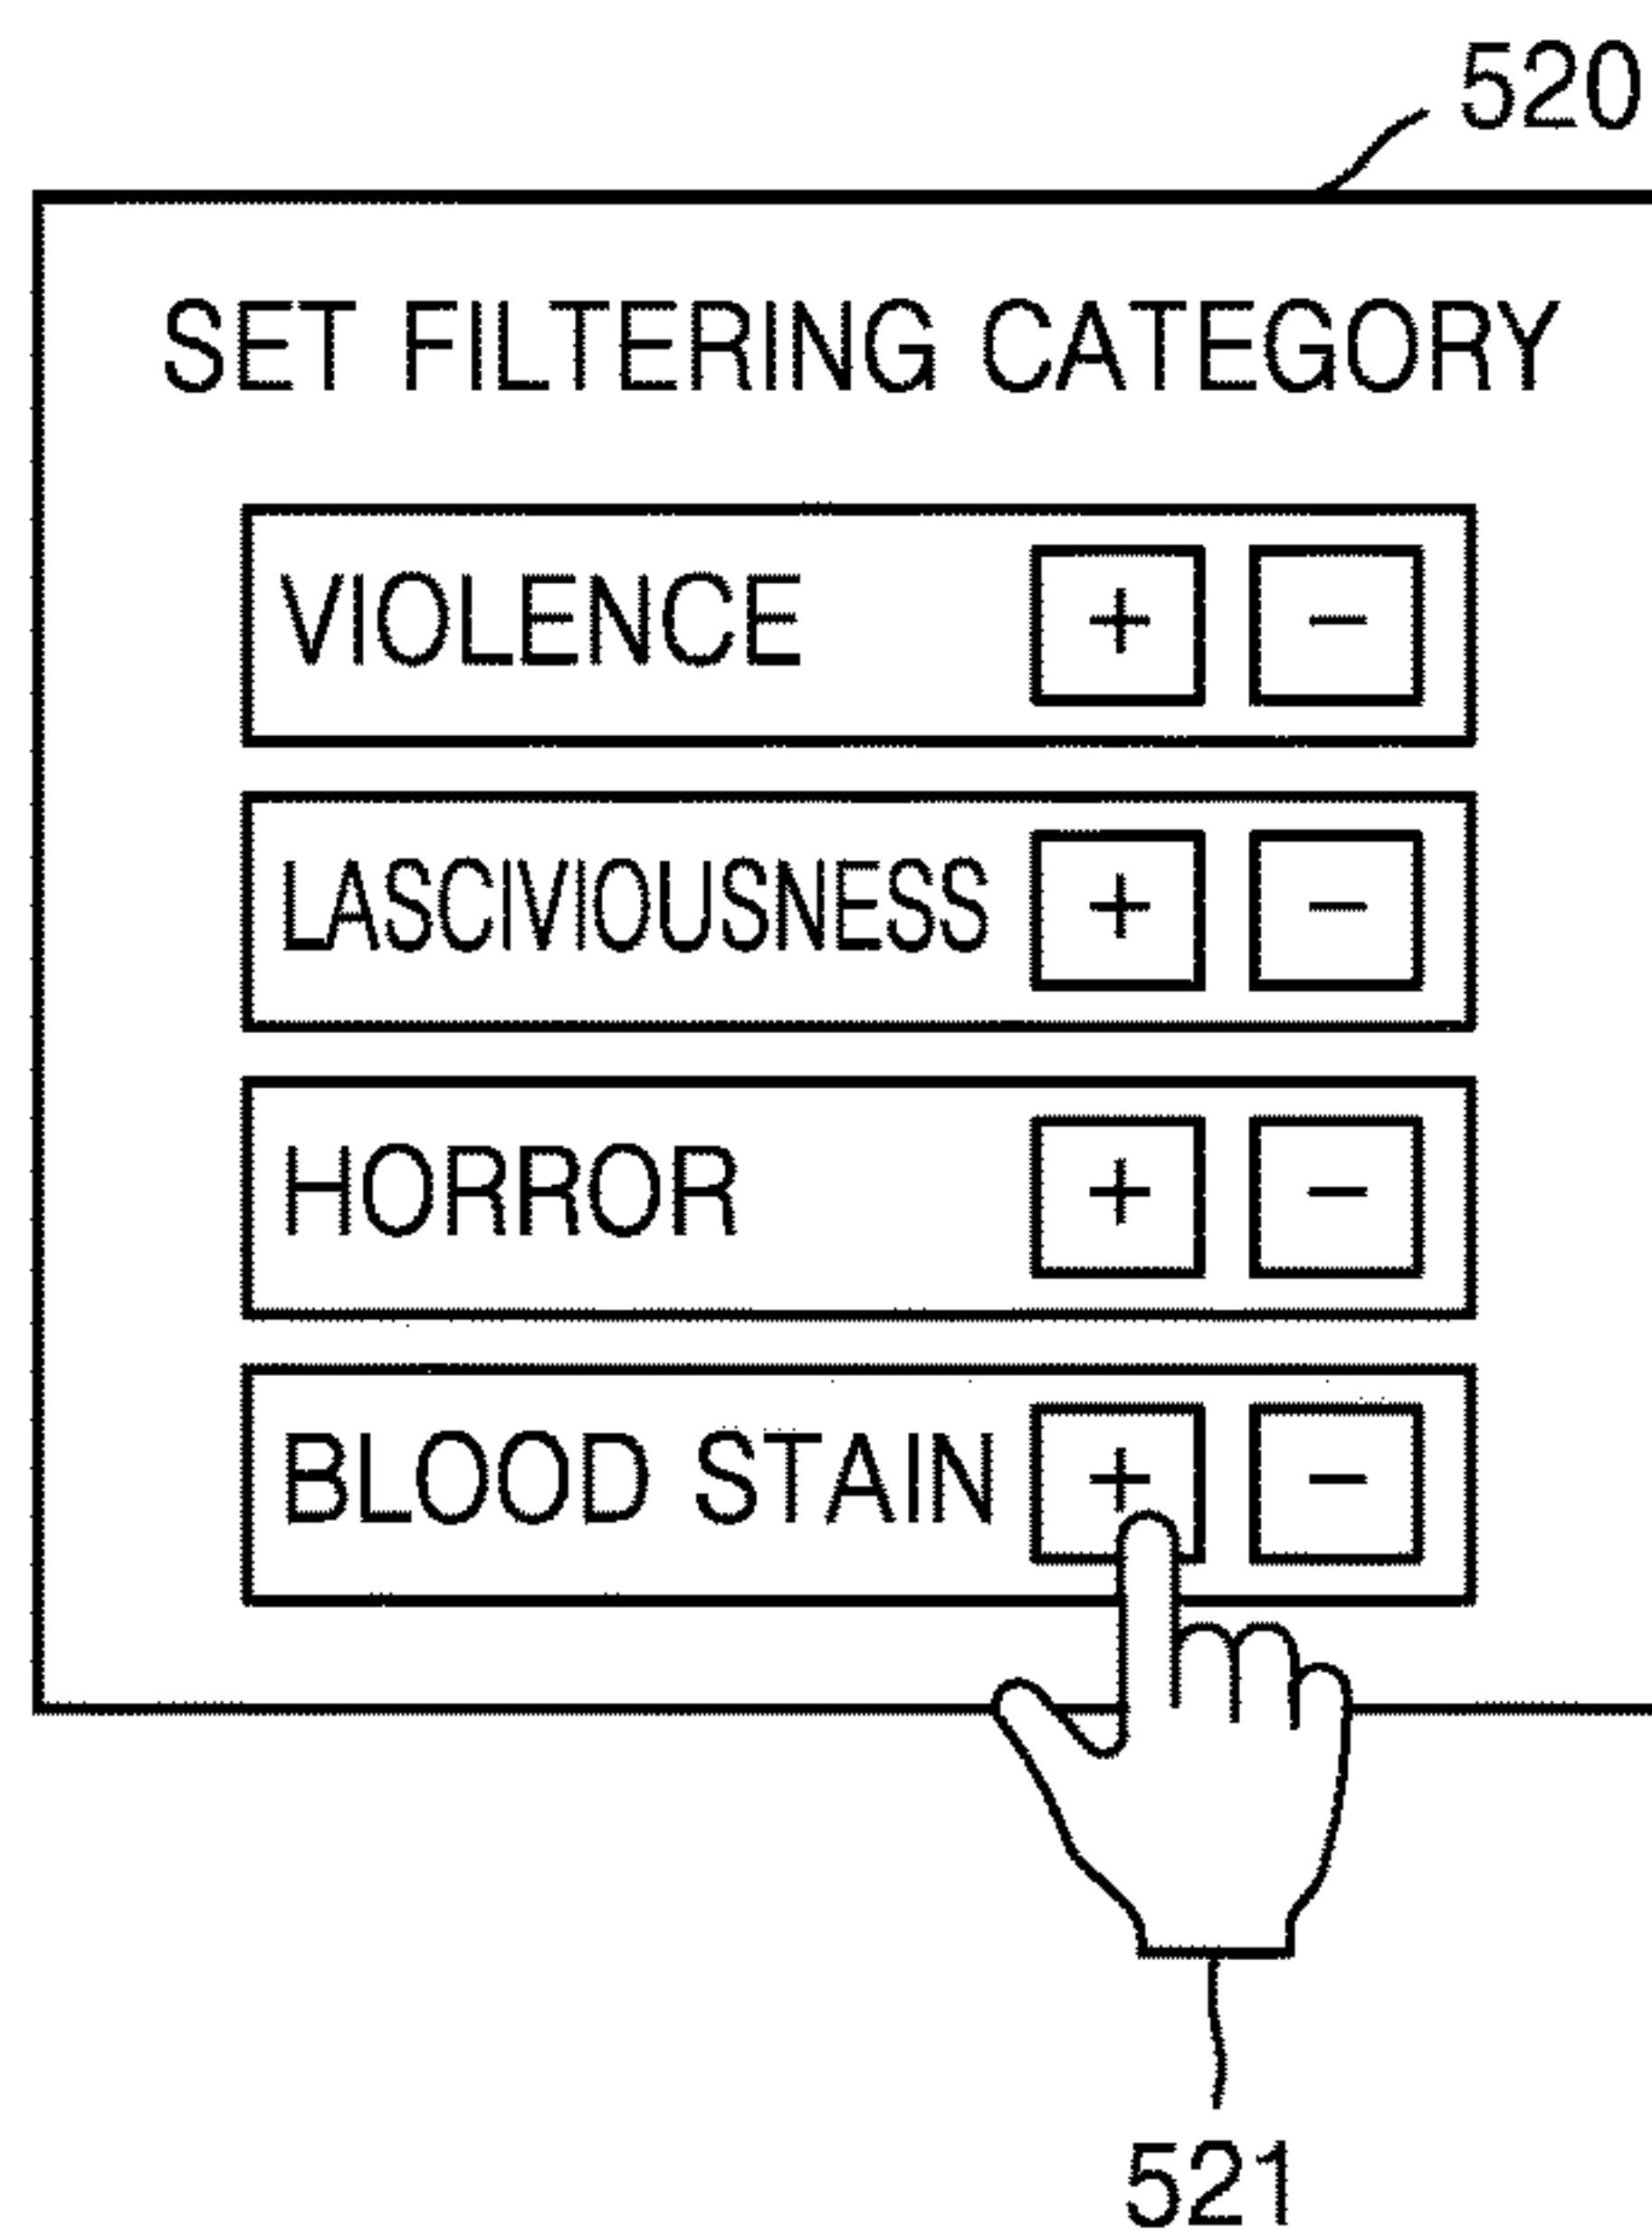 520
SET FILTERING CATEGORY
VIOLENCE + −
LASCIVIOUSNESS + −
HORROR + −
BLOOD STAIN + −
521